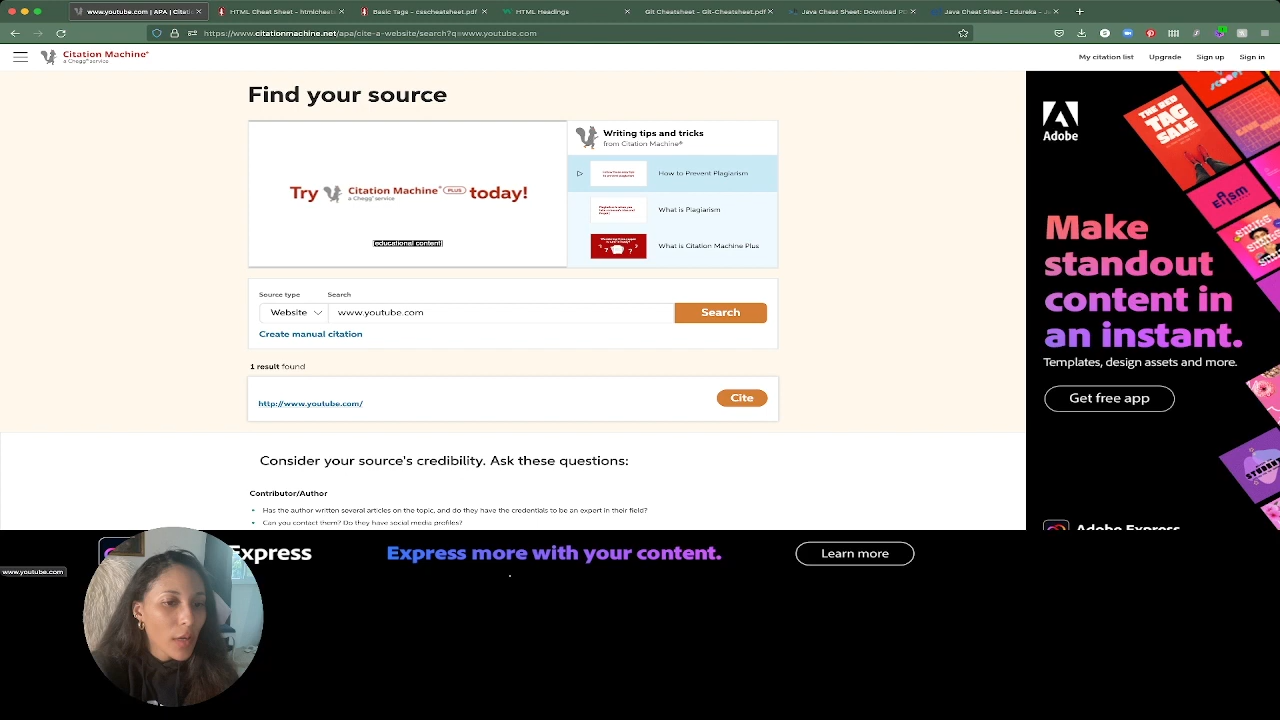 www.youtube.com | APA | Citatio
HTML Cheat Sheet - htmlcheats
Basic Tags - csscheatsheet.pdf
HTML Headings
Git Cheatsheet - Git-Cheatsheet.pdf
Java Cheat Sheet: Download PD
Java Cheat Sheet - Edureka - Ja
https://www.citationmachine.net/apa/cite-a-website/search?q=www.youtube.com
Citation Machine®
a Chegg service
My citation list
Upgrade
Sign up
Sign in
Find your source
Try Citation Machine® PLUS today!
a Chegg® service
educational content
Writing tips and tricks
from Citation Machine®
How to Prevent Plagiarism
What is Plagiarism
What is Citation Machine Plus
Source type
Search
Website
www.youtube.com
Search
Create manual citation
1 result found
http://www.youtube.com/
Cite
Consider your source's credibility. Ask these questions:
Contributor/Author
Has the author written several articles on the topic, and do they have the credentials to be an expert in their field?
Can you contact them? Do they have social media profiles?
Adobe
THE RED
TAG
SALE
Make
standout
content in
an instant.
Templates, design assets and more.
Get free app
Adobe Express
Express
Express more with your content.
Learn more
www.youtube.com